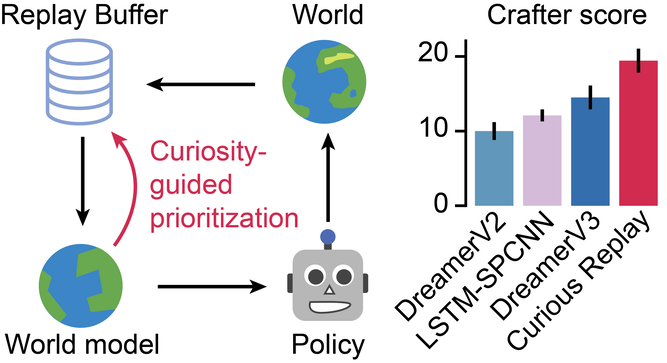 Replay Buffer
World
Curiosity-
guided
prioritization
World model
Policy
Crafter score
20
10
0
DreamerV2
LSTM-SPCNN
DreamerV3
Curious Replay